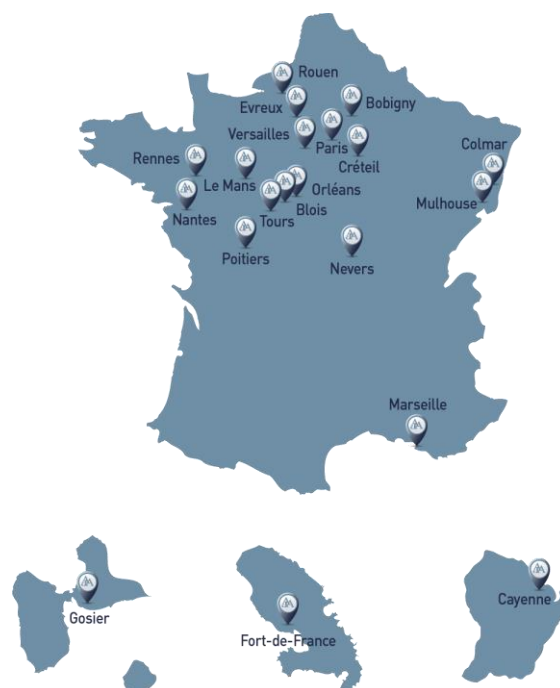 Rouen
Evreux
Bobigny
Versailles
Paris
Créteil
Colmar
Rennes
Le Mans
Orléans
Mulhouse
Blois
Nantes
Tours
Poitiers
Nevers
Marseille
Gosier
Fort-de-France
Cayenne